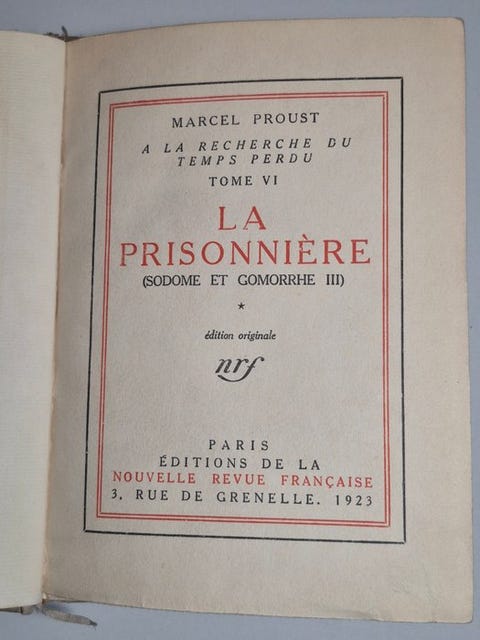 MARCEL PROUST
A LA RECHERCHE DU
TEMPS PERDU
TOME VI
LA
PRISONNIÈRE
(SODOME ET GOMORRHE III)
*
édition originale
nrf
PARIS
ÉDITIONS DE LA
NOUVELLE REVUE FRANÇAISE
3, RUE DE GRENELLE. 1923